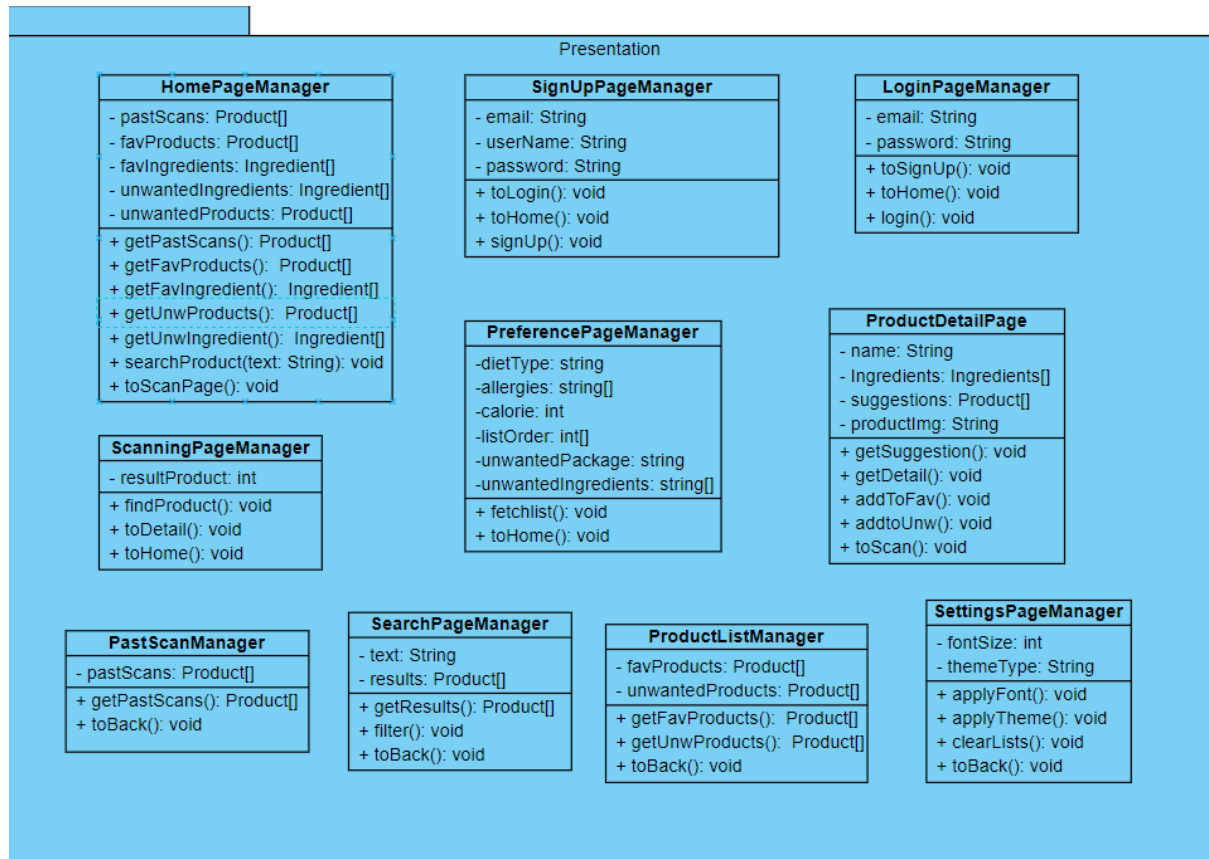 Presentation
HomePageManager
- pastScans: Product[]
- favProducts: Product[]
- favIngredients: Ingredient[]
- unwantedIngredients: Ingredient[]
- unwantedProducts: Product[]
+ getPastScans(): Product[]
+ getFavProducts():  Product[]
+ getFavIngredient():  Ingredient[]
+ getUnwProducts():  Product[]
+ getUnwIngredient():  Ingredient[]
+ searchProduct(text: String): void
+ toScanPage(): void
SignUpPageManager
- email: String
- userName: String
- password: String
+ toLogin(): void
+ toHome(): void
+ signUp(): void
LoginPageManager
- email: String
- password: String
+ toSignUp(): void
+ toHome(): void
+ login(): void
PreferencePageManager
-dietType: string
-allergies: string[]
-calorie: int
-listOrder: int[]
-unwantedPackage: string
-unwantedIngredients: string[]
+ fetchlist(): void
+ toHome(): void
ProductDetailPage
- name: String
- Ingredients: Ingredients[]
- suggestions: Product[]
- productImg: String
+ getSuggestion(): void
+ getDetail(): void
+ addToFav(): void
+ addtoUnw(): void
+ toScan(): void
ScanningPageManager
- resultProduct: int
+ findProduct(): void
+ toDetail(): void
+ toHome(): void
PastScanManager
- pastScans: Product[]
+ getPastScans(): Product[]
+ toBack(): void
SearchPageManager
- text: String
- results: Product[]
+ getResults(): Product[]
+ filter(): void
+ toBack(): void
ProductListManager
- favProducts: Product[]
- unwantedProducts: Product[]
+ getFavProducts():  Product[]
+ getUnwProducts():  Product[]
+ toBack(): void
SettingsPageManager
- fontSize: int
- themeType: String
+ applyFont(): void
+ applyTheme(): void
+ clearLists(): void
+ toBack(): void